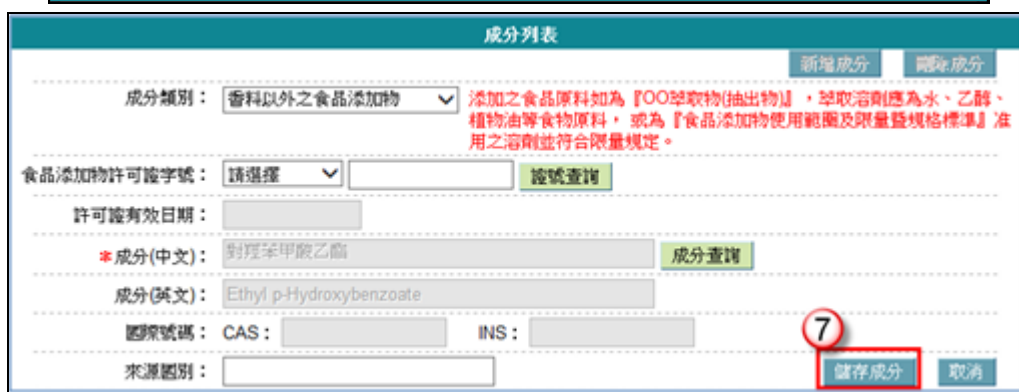 成分列表
新增成分 刪除成分
成分類別： 香料以外之食品添加物 添加之食品原料如為『OO萃取物(抽出物)』，萃取溶劑應為水、乙醇、
植物油等食物原料， 或為『食品添加物使用範圍及限量暨規格標準』准
用之溶劑並符合限量規定。
食品添加物許可證字號： 請選擇 證號查詢
許可證有效日期：
*成分(中文)： 對羥苯甲酸乙酯 成分查詢
成分(英文)： Ethyl p-Hydroxybenzoate
國際號碼： CAS： INS：
7
來源國別： 儲存成分 取消